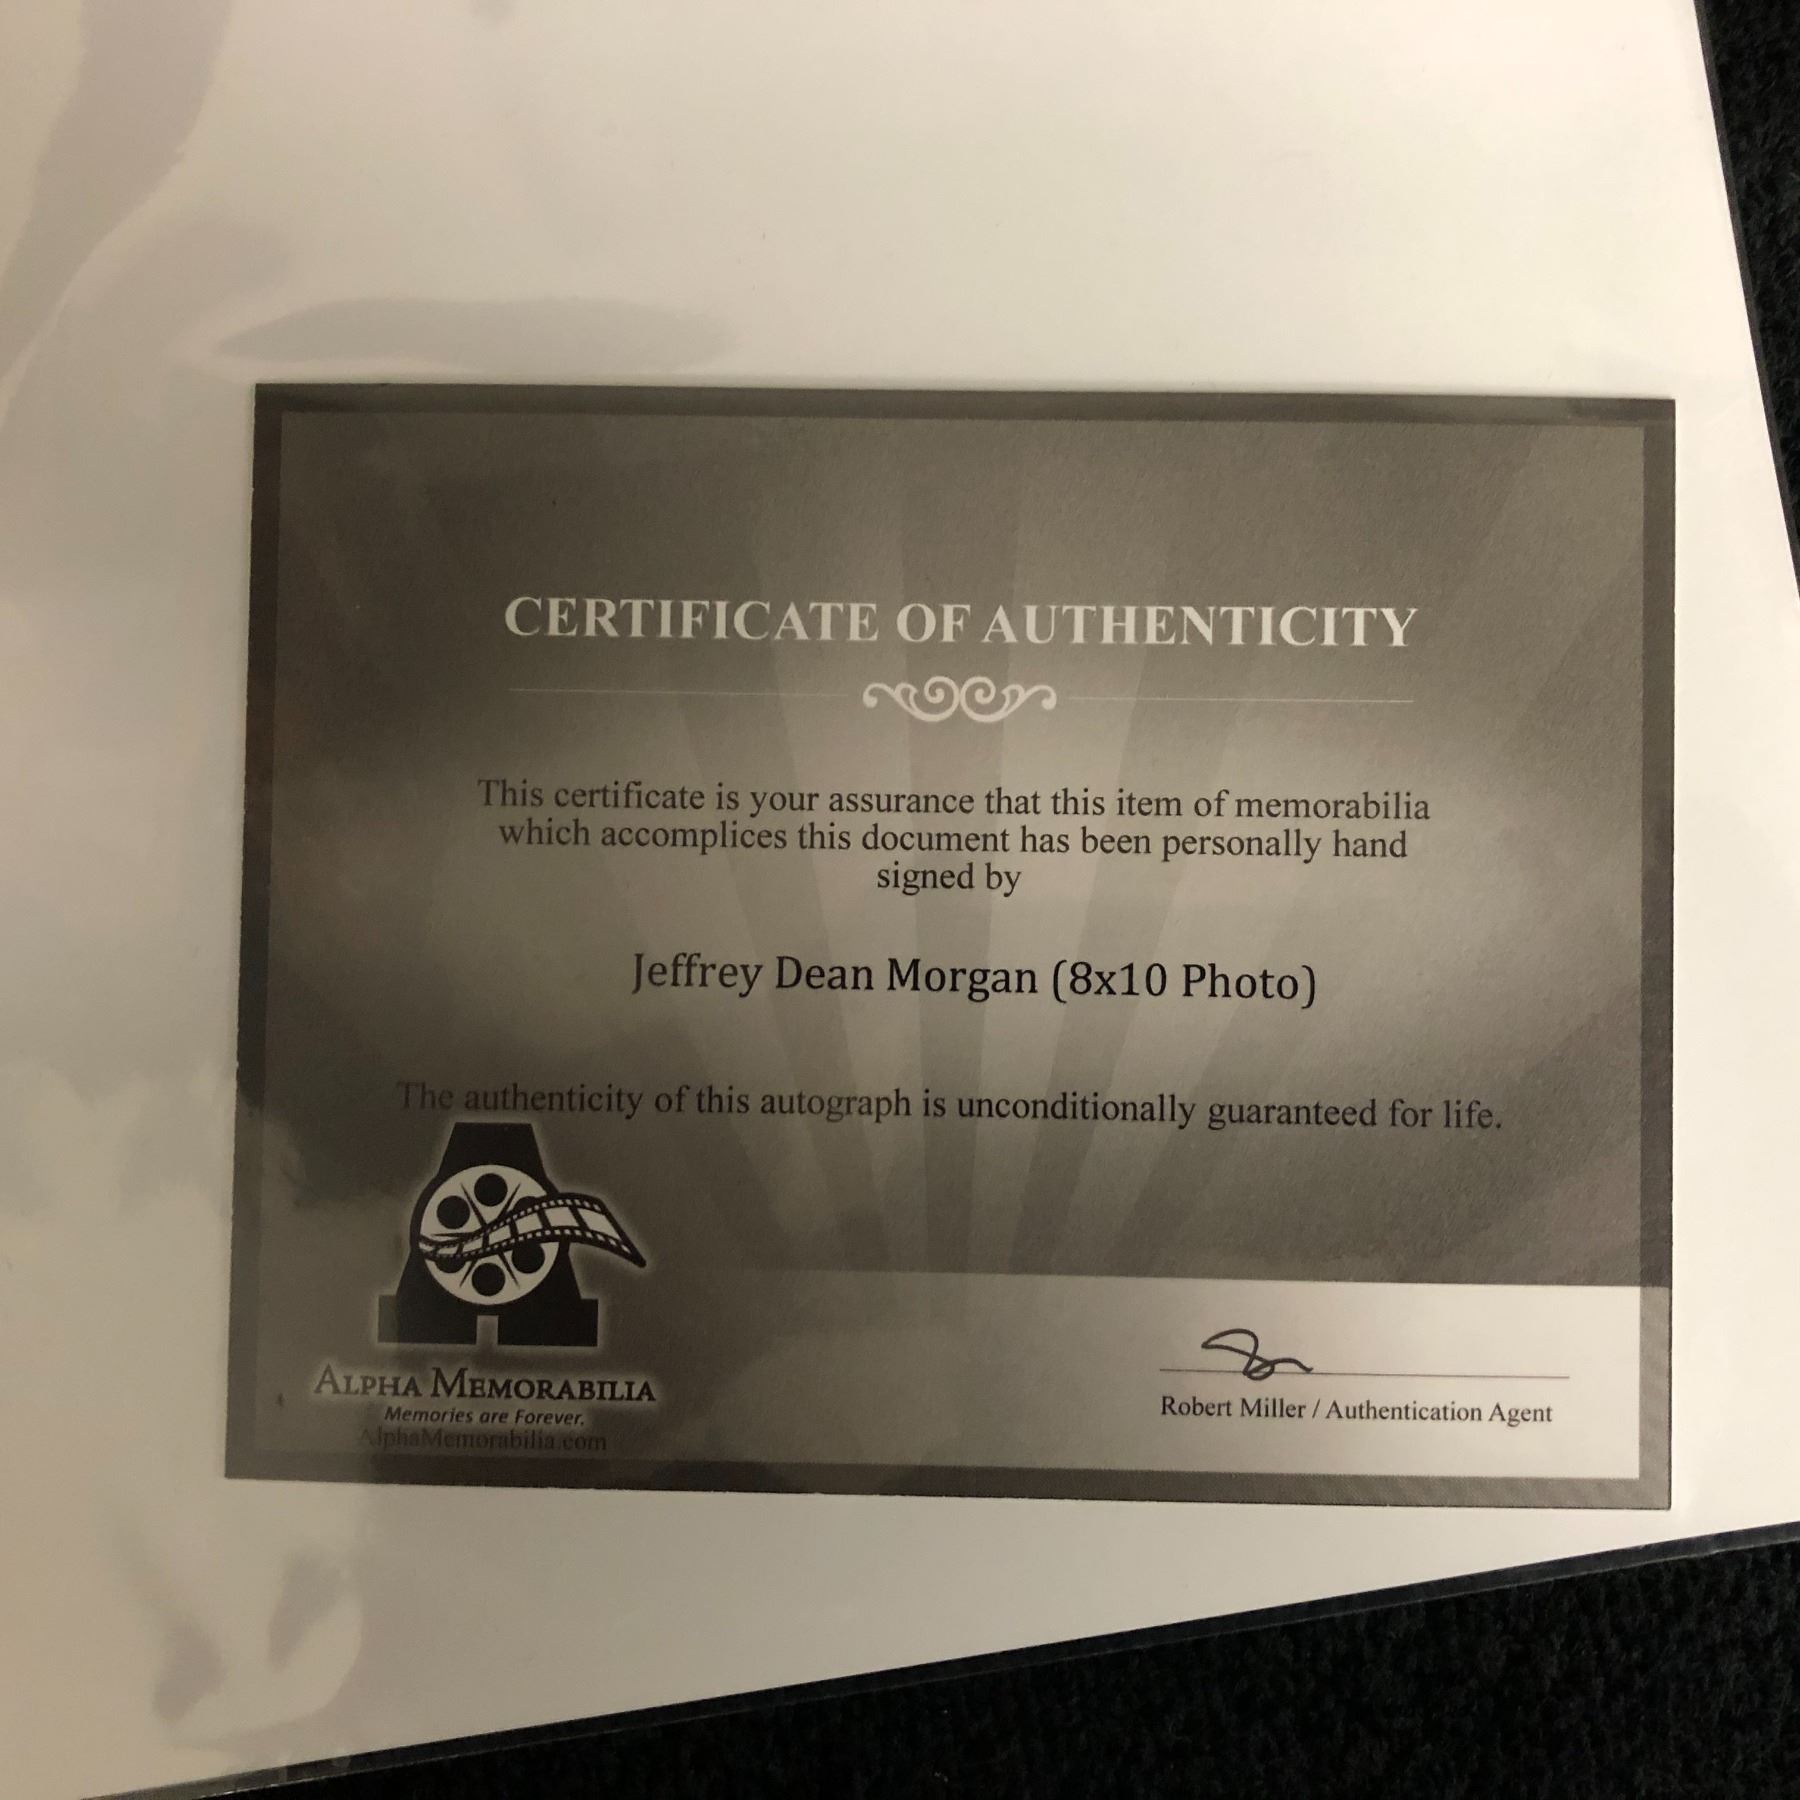 CERTIFICATE OF AUTHENTICITY
This certificate is your assurance that this item of memorabilia
which accomplices this document has been personally hand
signed by
Jeffrey Dean Morgan (8x10 Photo)
The authenticity of this autograph is unconditionally guaranteed for life.
ALPHA MEMORABILIA
Memories are Forever.
AlphaMemorabilia.com
Robert Miller / Authentication Agent